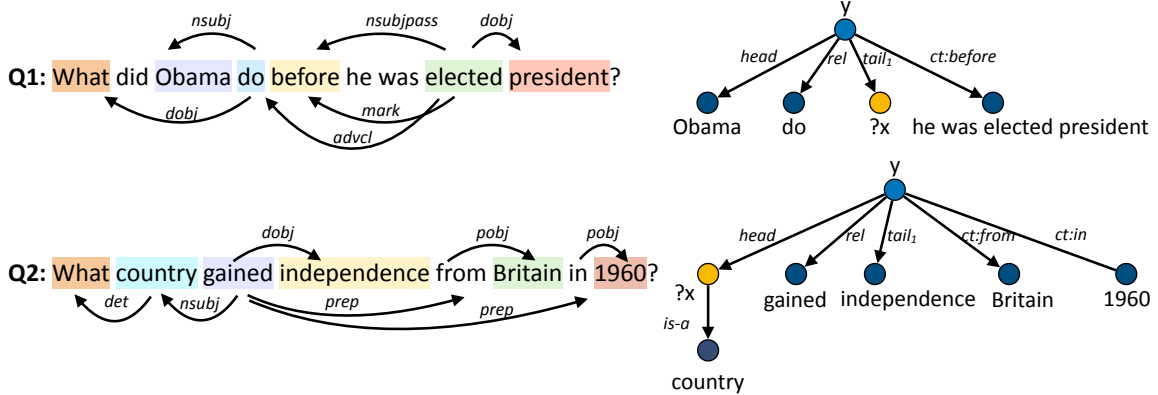 nsubj nsubjpass dobj
Q1: What did Obama do before he was elected president?
dobj mark
advcl
y
head rel tail₁ ct:before
Obama do ?x he was elected president
dobj pobj pobj
Q2: What country gained independence from Britain in 1960?
det nsubj prep prep
y
head rel tail₁ ct:from ct:in
?x gained independence Britain 1960
is-a
country